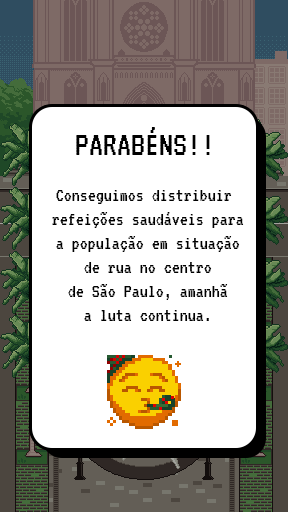 PARABÉNS!!
Conseguimos distribuir
refeições saudáveis para
a população em situação
de rua no centro
de São Paulo, amanhã
a luta continua.